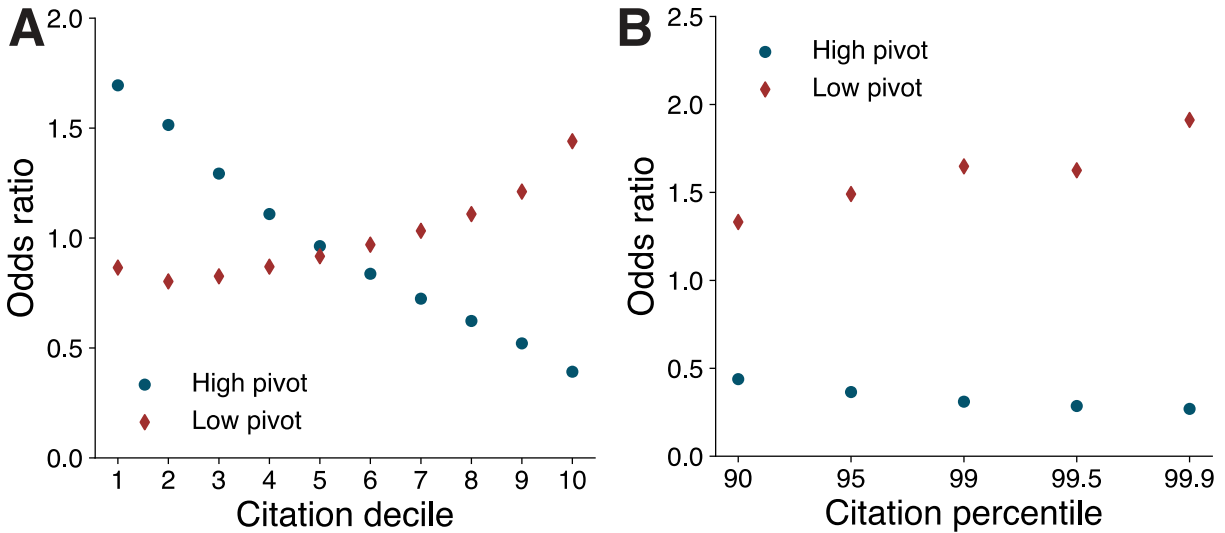 A
Odds ratio
2.0
1.5
1.0
0.5
0.0
High pivot
Low pivot
1 2 3 4 5 6 7 8 9 10
Citation decile
B
Odds ratio
2.5
2.0
1.5
1.0
0.5
0.0
High pivot
Low pivot
90 95 99 99.5 99.9
Citation percentile